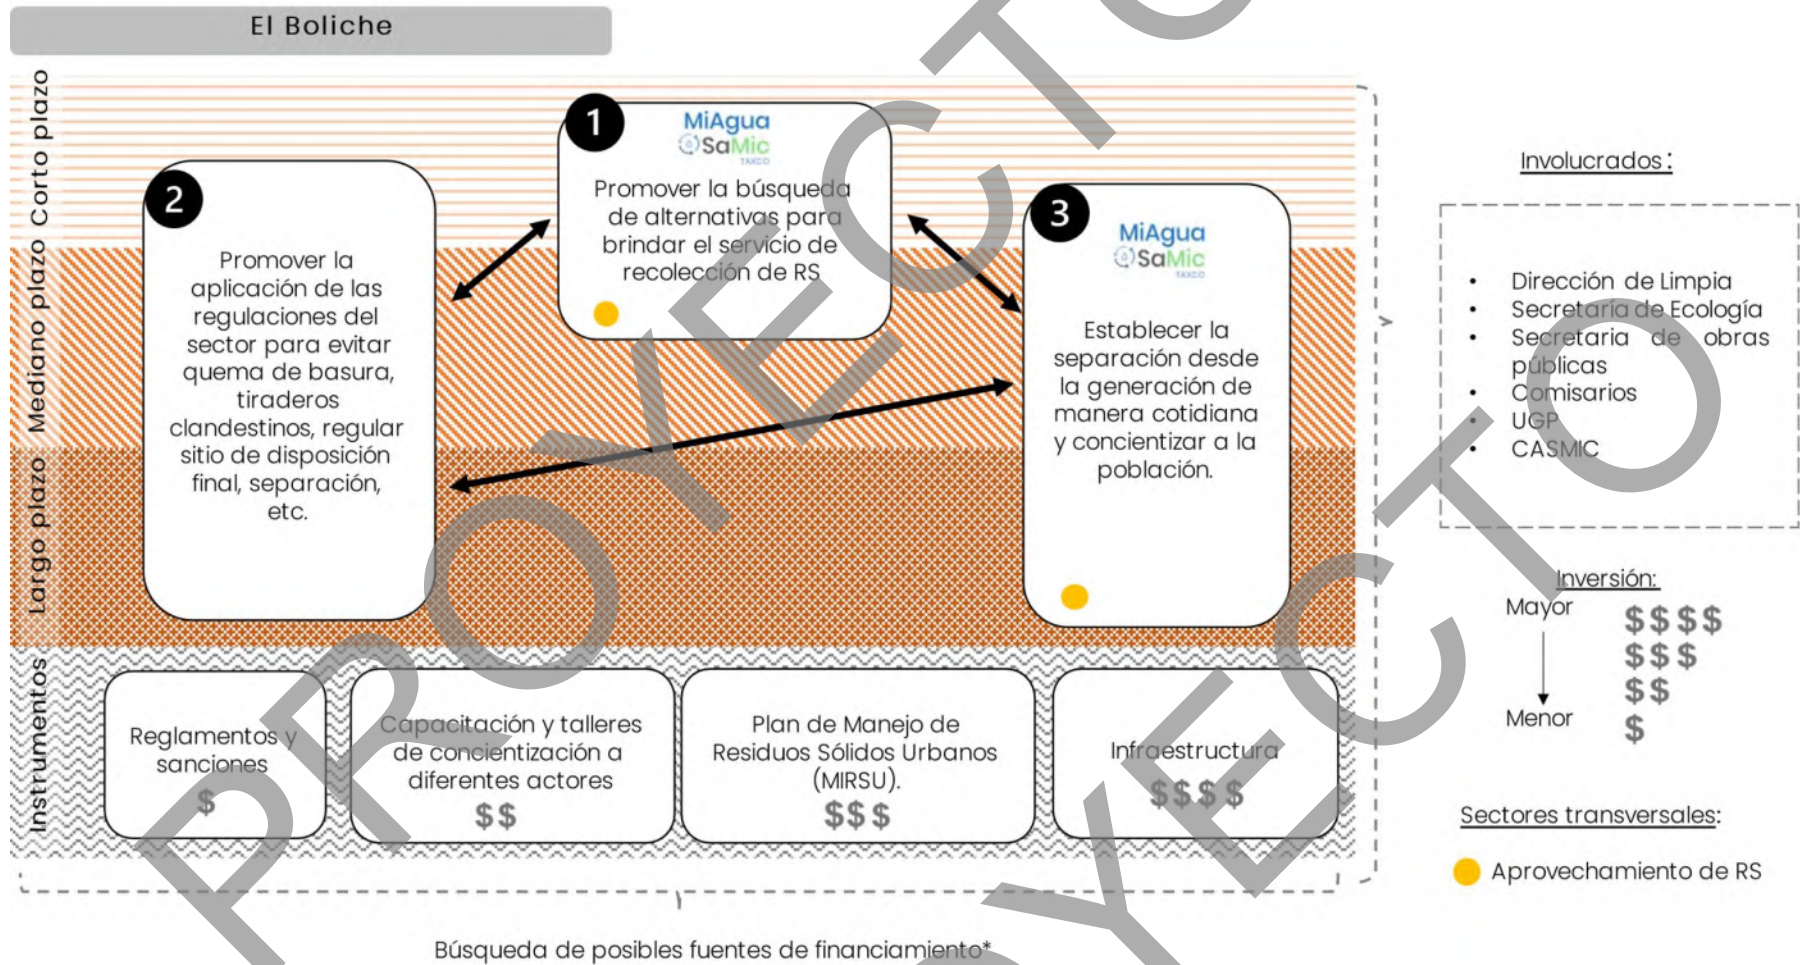 El Boliche
Corto plazo
Mediano plazo
Largo plazo
Instrumentos
1
MiAgua
SaMic
TAXCO
Promover la búsqueda
de alternativas para
brindar el servicio de
recolección de RS
2
Promover la
aplicación de las
regulaciones del
sector para evitar
quema de basura,
tiraderos
clandestinos, regular
sitio de disposición
final, separación,
etc.
3
MiAgua
SaMic
TAXCO
Establecer la
separación desde
la generación de
manera cotidiana
y concientizar a la
población.
Reglamentos y
sanciones
$
Capacitación y talleres
de concientización a
diferentes actores
$$
Plan de Manejo de
Residuos Sólidos Urbanos
(MIRSU).
$$$
Infraestructura
$$$$
Búsqueda de posibles fuentes de financiamiento*
Involucrados:
• Dirección de Limpia
• Secretaría de Ecología
• Secretaria de obras
públicas
• Comisarios
• UGP
• CASMIC
Inversión:
Mayor
$$$$
$$$
$$
Menor
$
Sectores transversales:
Aprovechamiento de RS
PROYECTO
PROYECTO